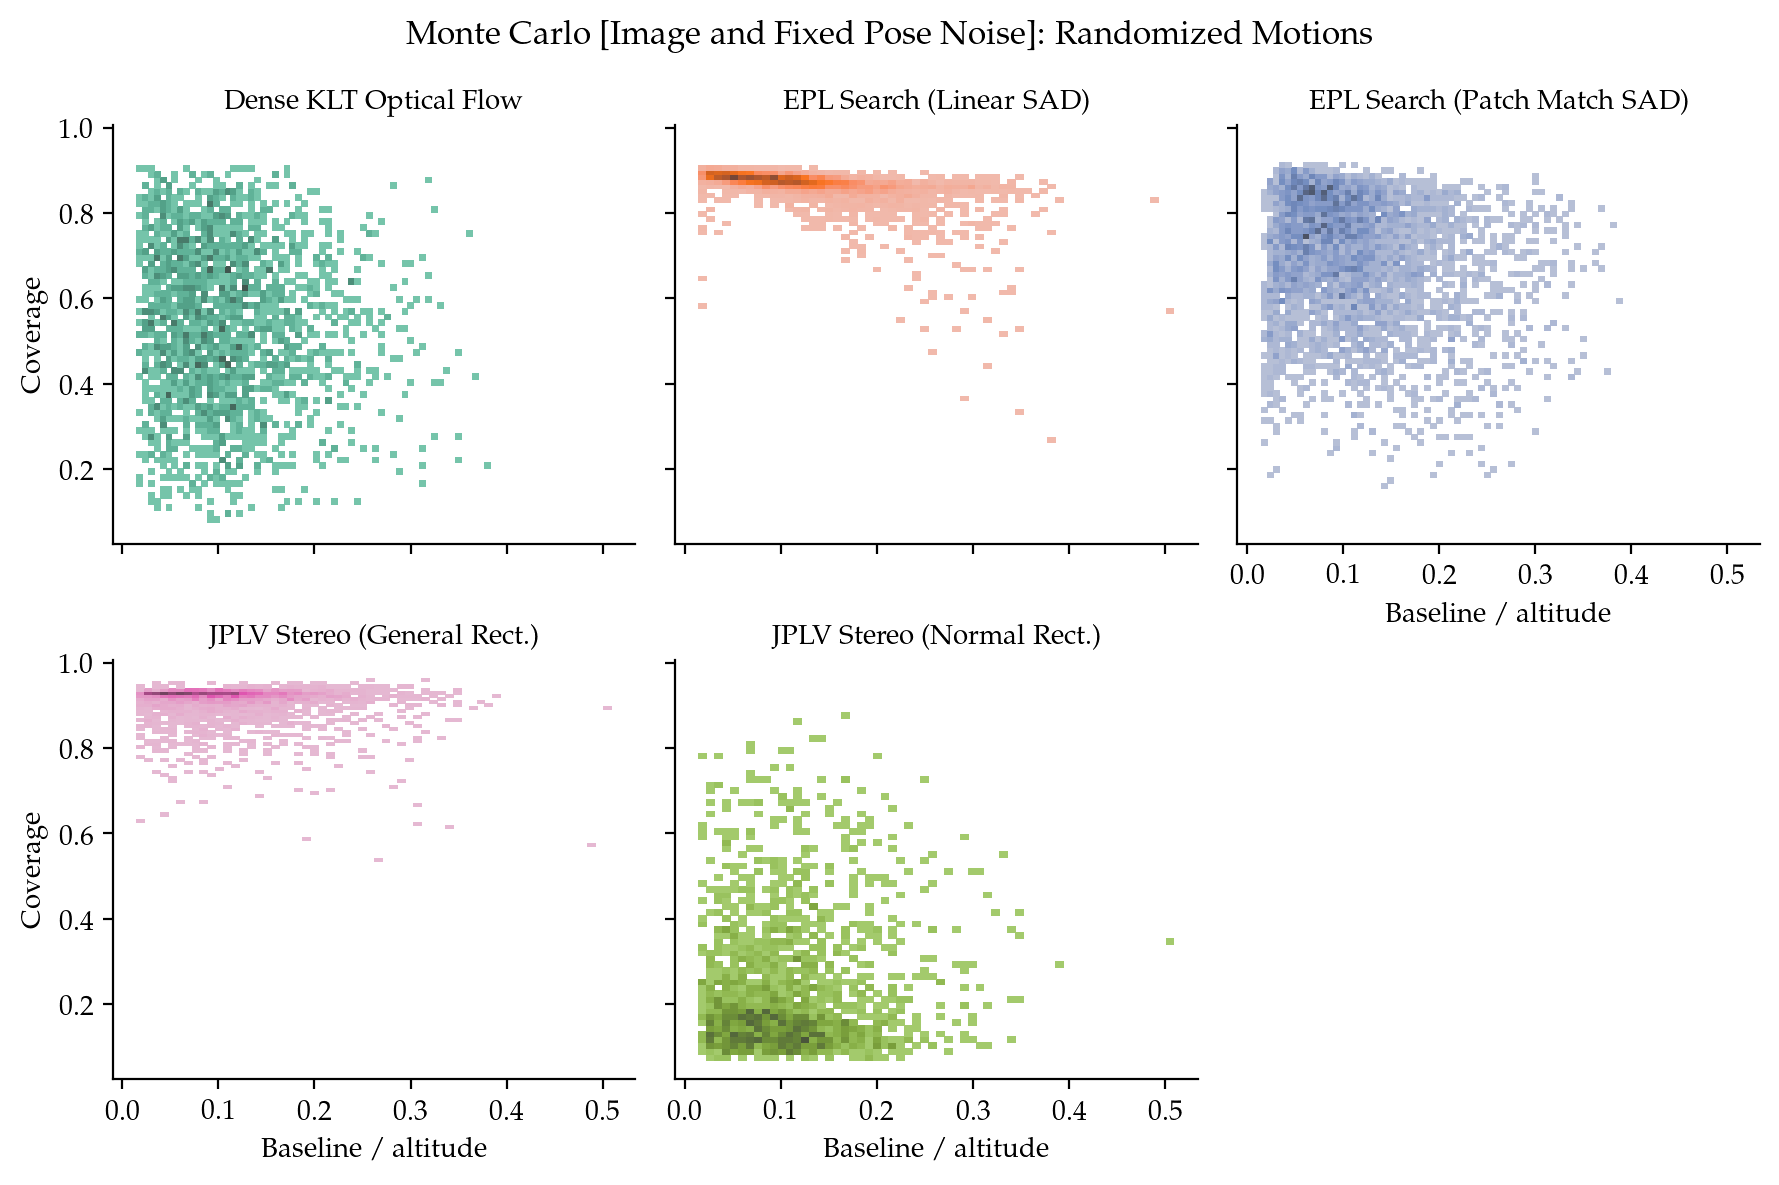 Monte Carlo [Image and Fixed Pose Noise]: Randomized Motions
Dense KLT Optical Flow
EPL Search (Linear SAD)
EPL Search (Patch Match SAD)
1.0
0.8
0.6
0.4
0.2
Coverage
0.0 0.1 0.2 0.3 0.4 0.5
Baseline / altitude
JPLV Stereo (General Rect.)
JPLV Stereo (Normal Rect.)
1.0
0.8
0.6
0.4
0.2
Coverage
0.0 0.1 0.2 0.3 0.4 0.5
Baseline / altitude
0.0 0.1 0.2 0.3 0.4 0.5
Baseline / altitude